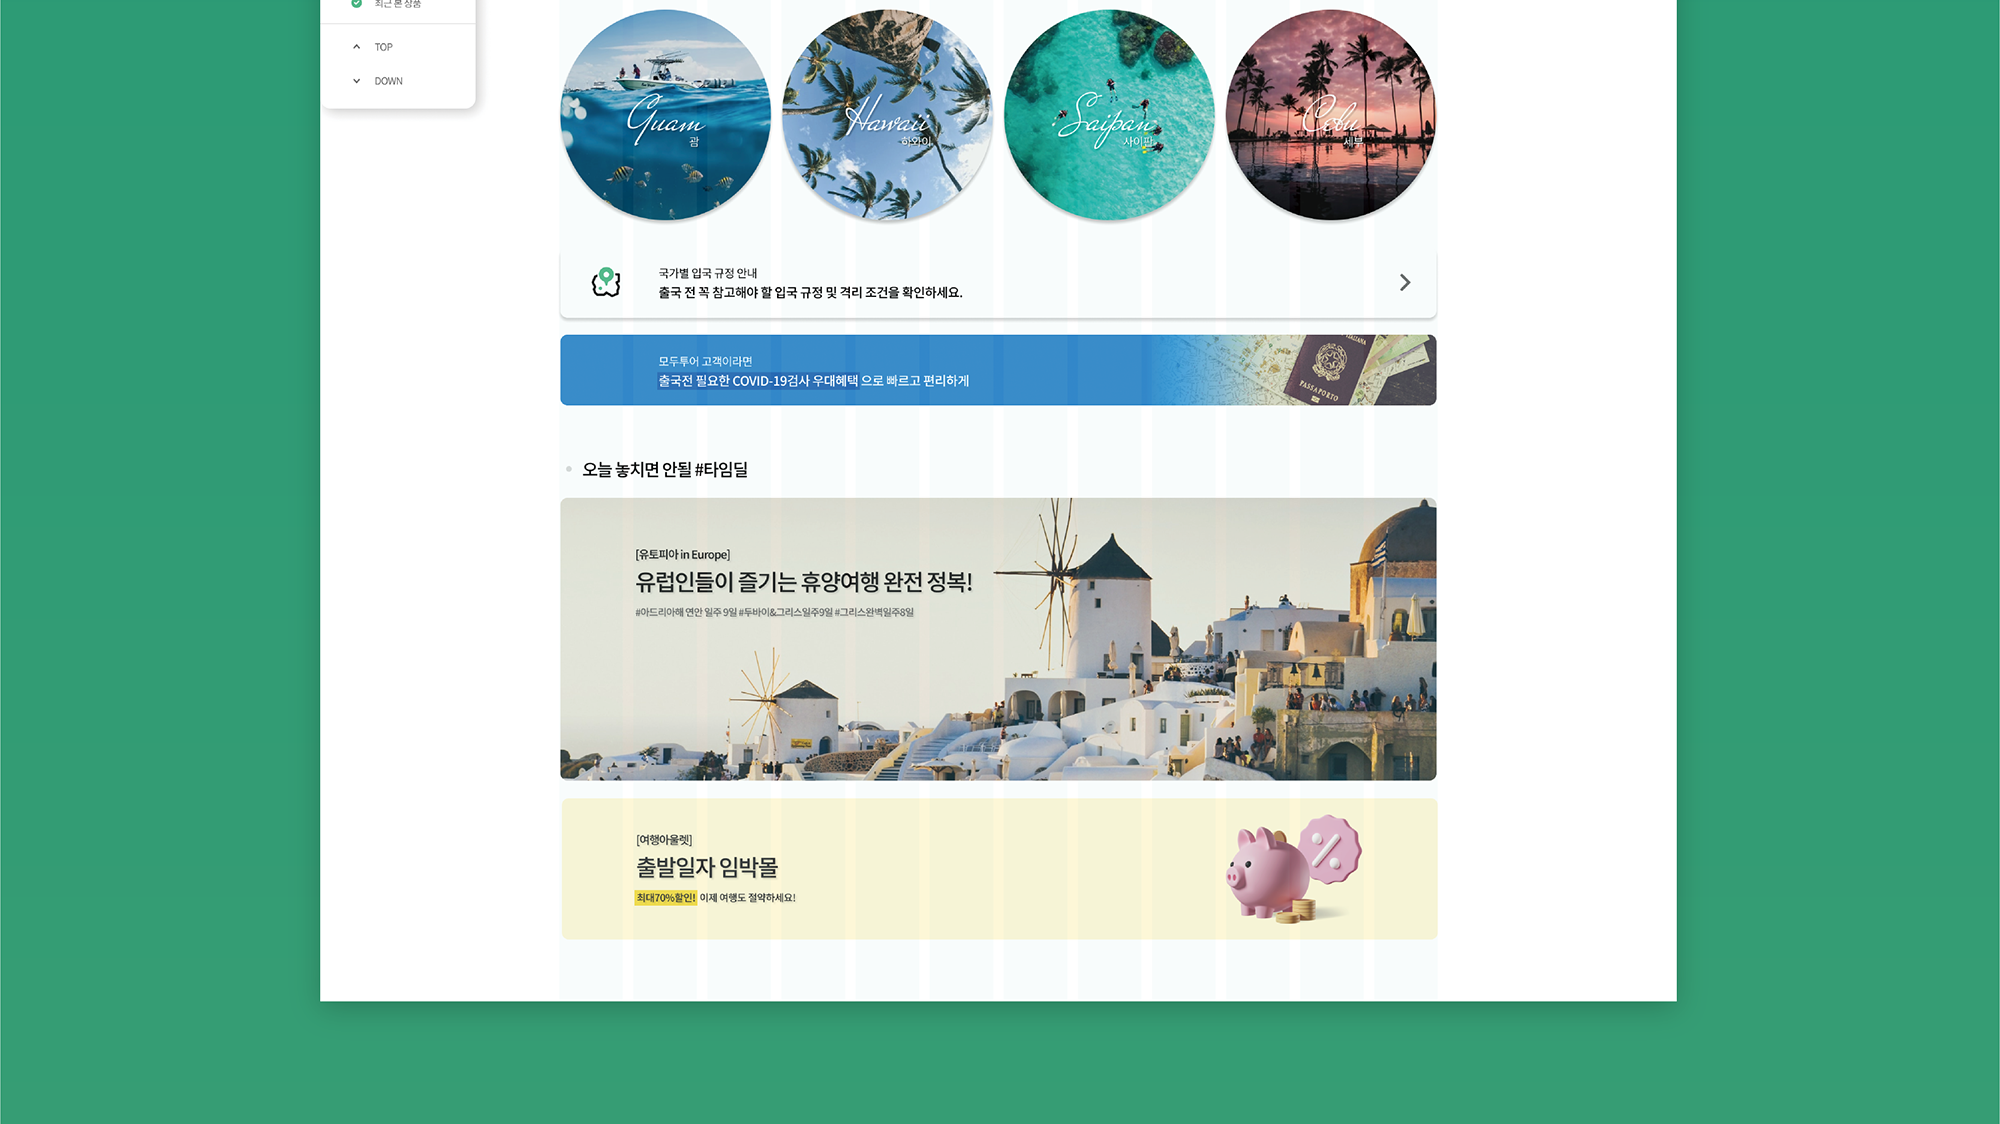 최근 본 상품
TOP
DOWN
Guam
괌
Hawaii
하와이
Saipan
사이판
Cebu
세부
국가별 입국 규정 안내
출국 전 꼭 참고해야 할 입국 규정 및 격리 조건을 확인하세요.
모두투어 고객이라면
출국전 필요한 COVID-19검사 우대혜택 으로 빠르고 편리하게
ITALIANA
PASSAPORTO
오늘 놓치면 안될 #타임딜
[유토피아 in Europe]
유럽인들이 즐기는 휴양여행 완전 정복!
#아드리아해 연안 일주 9일 #두바이&그리스일주9일 #그리스완벽일주8일
[여행아울렛]
출발일자 임박몰
최대70%할인! 이제 여행도 절약하세요!
%